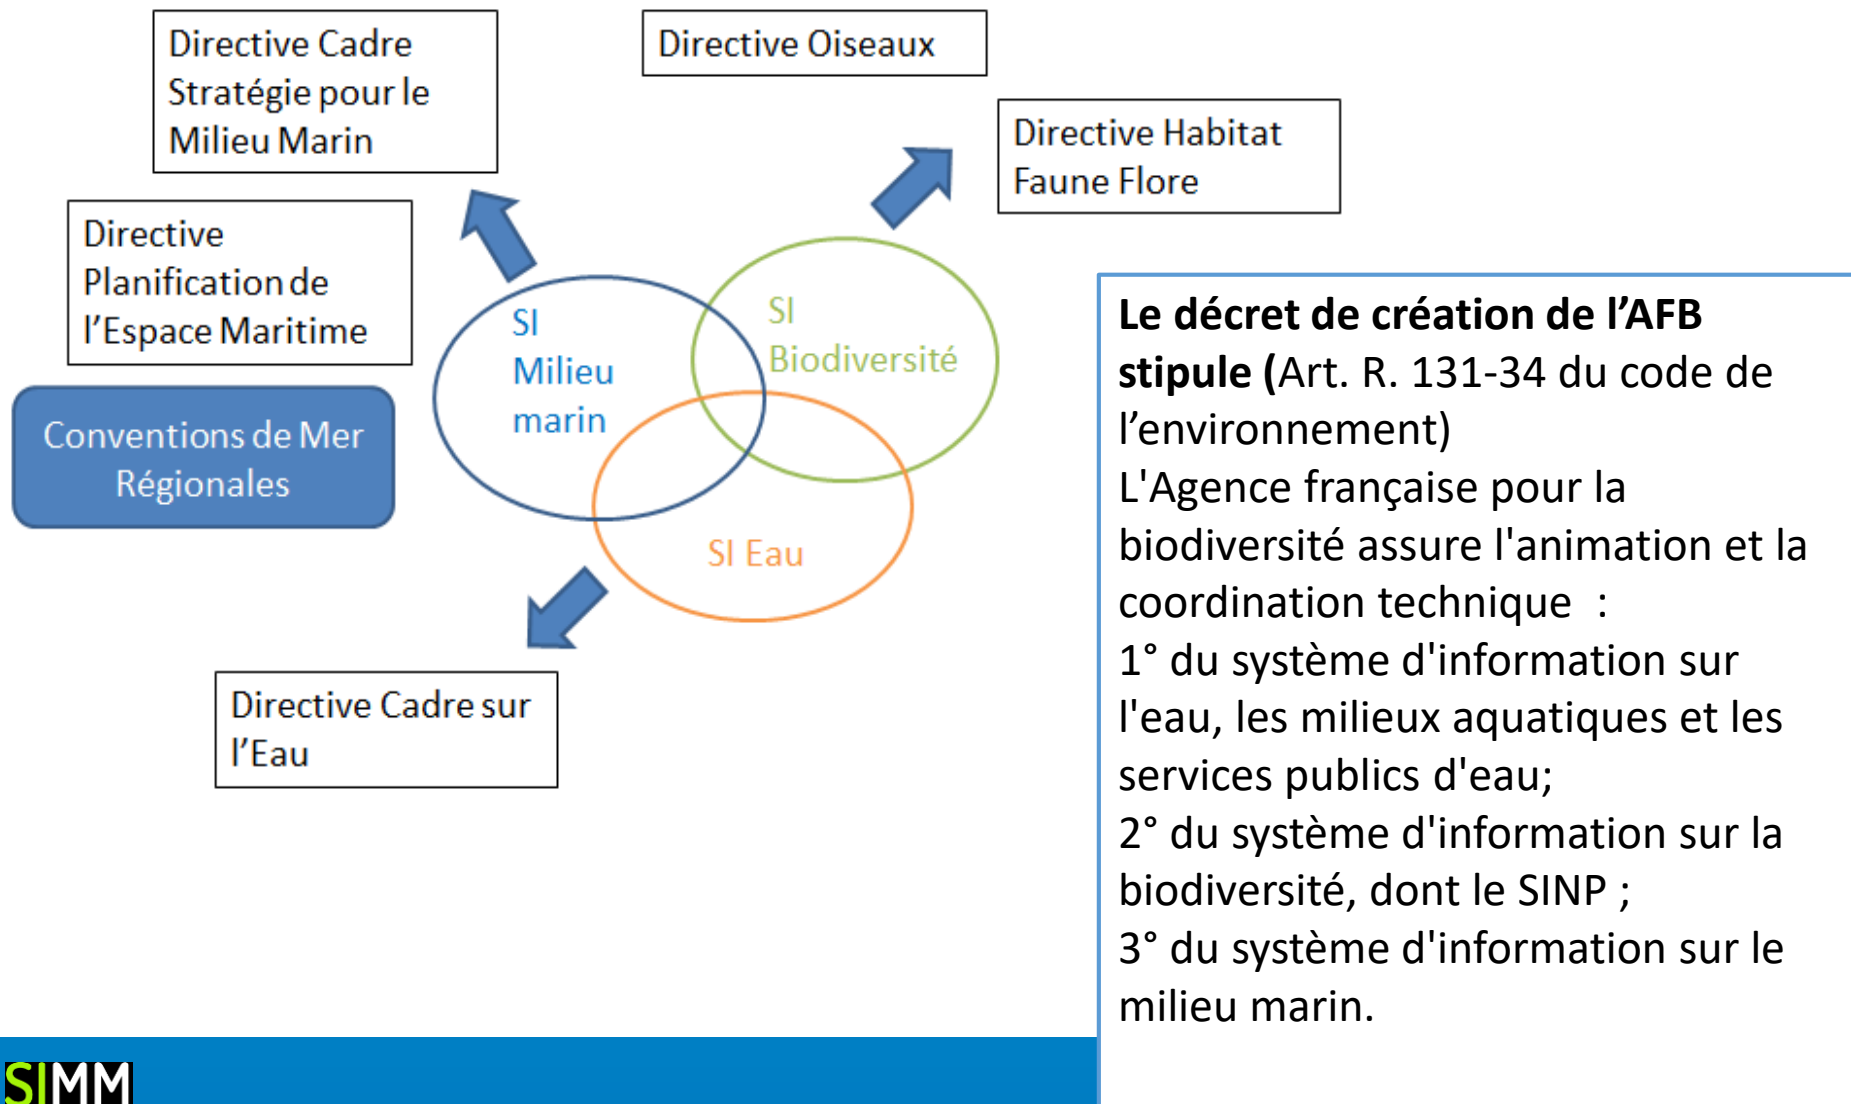 Directive Cadre
Stratégie pour le
Milieu Marin
Directive Oiseaux
Directive Habitat
Faune Flore
Directive
Planification de
l’Espace Maritime
Conventions de Mer
Régionales
SI
Milieu
marin
SI
Biodiversité
SI Eau
Directive Cadre sur
l’Eau
Le décret de création de l’AFB
stipule (Art. R. 131-34 du code de
l’environnement)
L'Agence française pour la
biodiversité assure l'animation et la
coordination technique :
1° du système d'information sur
l'eau, les milieux aquatiques et les
services publics d'eau;
2° du système d'information sur la
biodiversité, dont le SINP ;
3° du système d'information sur le
milieu marin.
SIMM